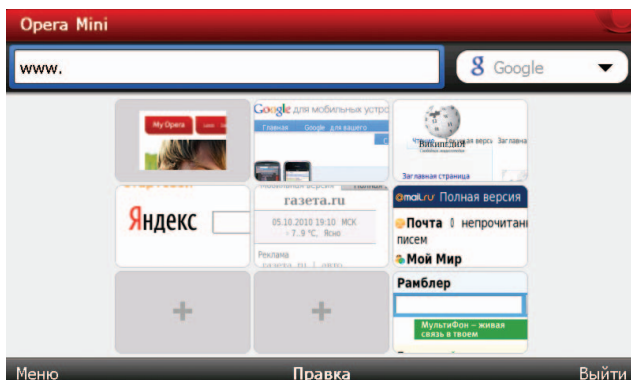 Opera Mini
www.
Google
My Opera
Google для мобильных устро
Главная Google для вашего
Википедия
Заглавная страница
Яндекс
газета.ru
05.10.2010 19:10 МСК
- 7..9 °C, Ясно
Реклама
@mail.ru Полная версия
Почта 0 непрочитанн
писем
Мой Мир
Рамблер
МультиФон – живая
связь в твоем
Меню Правка Выйти